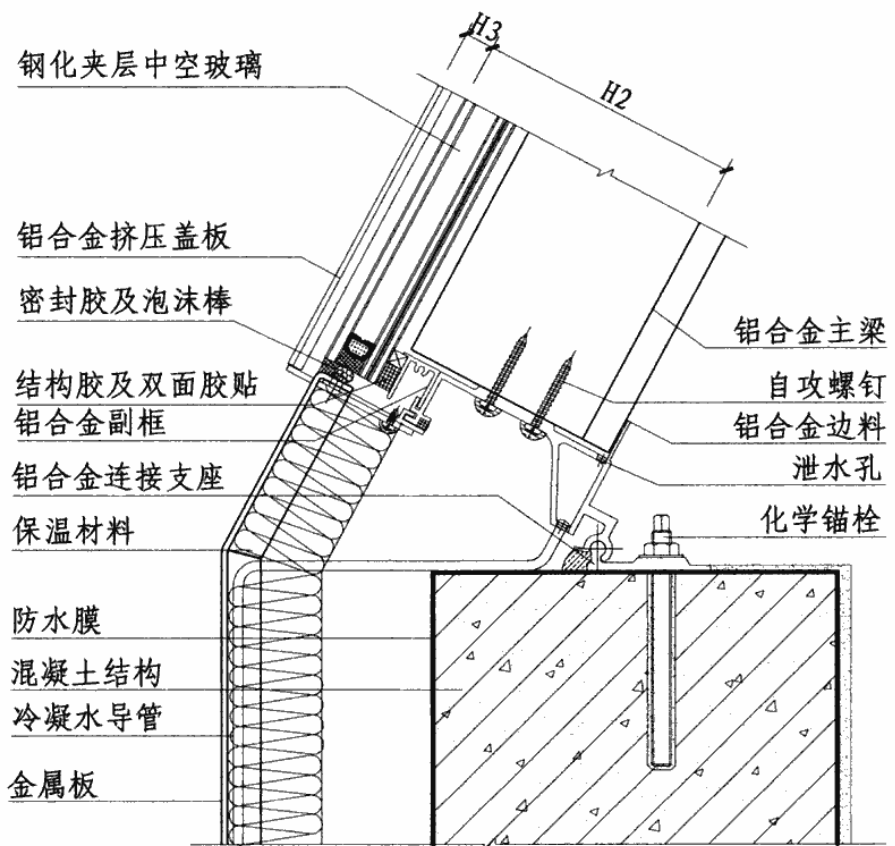 H3
H2
钢化夹层中空玻璃
铝合金挤压盖板
密封胶及泡沫棒
结构胶及双面胶贴
铝合金副框
铝合金连接支座
保温材料
防水膜
混凝土结构
冷凝水导管
金属板
铝合金主梁
自攻螺钉
铝合金边料
泄水孔
化学锚栓